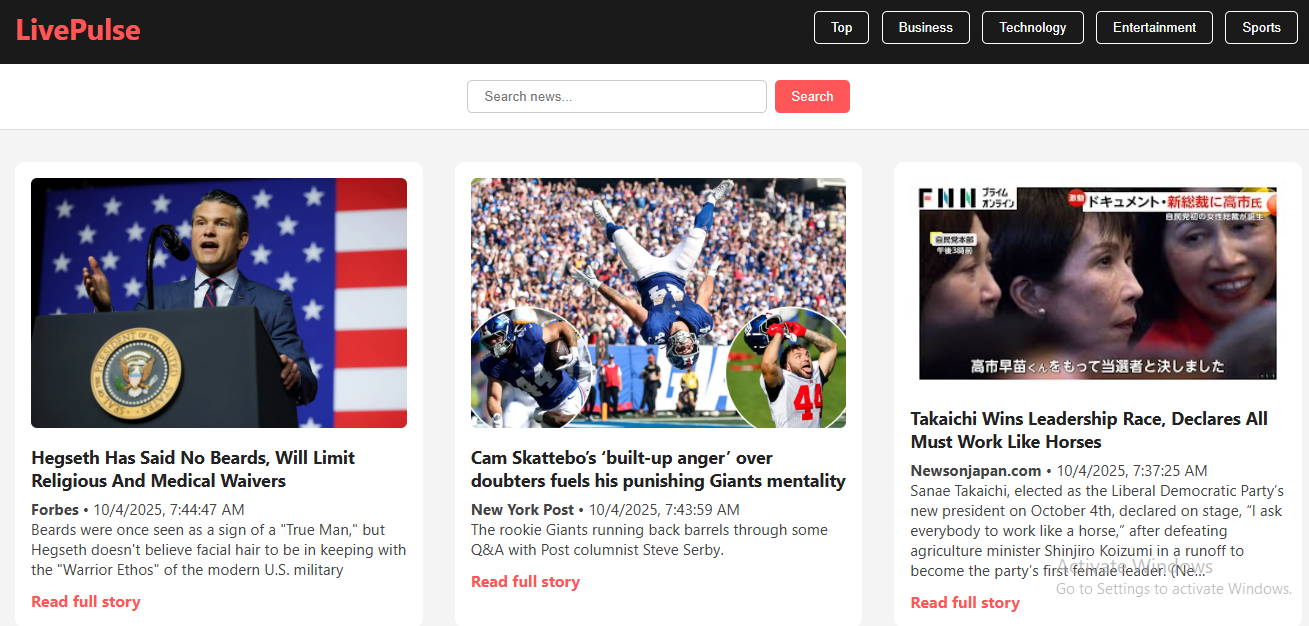 LivePulse
Top
Business
Technology
Entertainment
Sports
Search news...
Search
FNN プライム
オンライン
激動 ドキュメント・新総裁に高市氏
自民党初の女性総裁が誕生
自民党本部
午後3時前
高市早苗くんをもって当選者と決しました
44
44
Hegseth Has Said No Beards, Will Limit
Religious And Medical Waivers
Forbes • 10/4/2025, 7:44:47 AM
Beards were once seen as a sign of a "True Man," but
Hegseth doesn't believe facial hair to be in keeping with
the "Warrior Ethos" of the modern U.S. military
Read full story
Cam Skattebo’s ‘built-up anger’ over
doubters fuels his punishing Giants mentality
New York Post • 10/4/2025, 7:43:59 AM
The rookie Giants running back barrels through some
Q&A with Post columnist Steve Serby.
Read full story
Takaichi Wins Leadership Race, Declares All
Must Work Like Horses
Newsonjapan.com • 10/4/2025, 7:37:25 AM
Sanae Takaichi, elected as the Liberal Democratic Party’s
new president on October 4th, declared on stage, “I ask
everybody to work like a horse,” after defeating
agriculture minister Shinjiro Koizumi in a runoff to
become the party’s first female leader. (Ne...
Read full story
Activate Windows
Go to Settings to activate Windows.